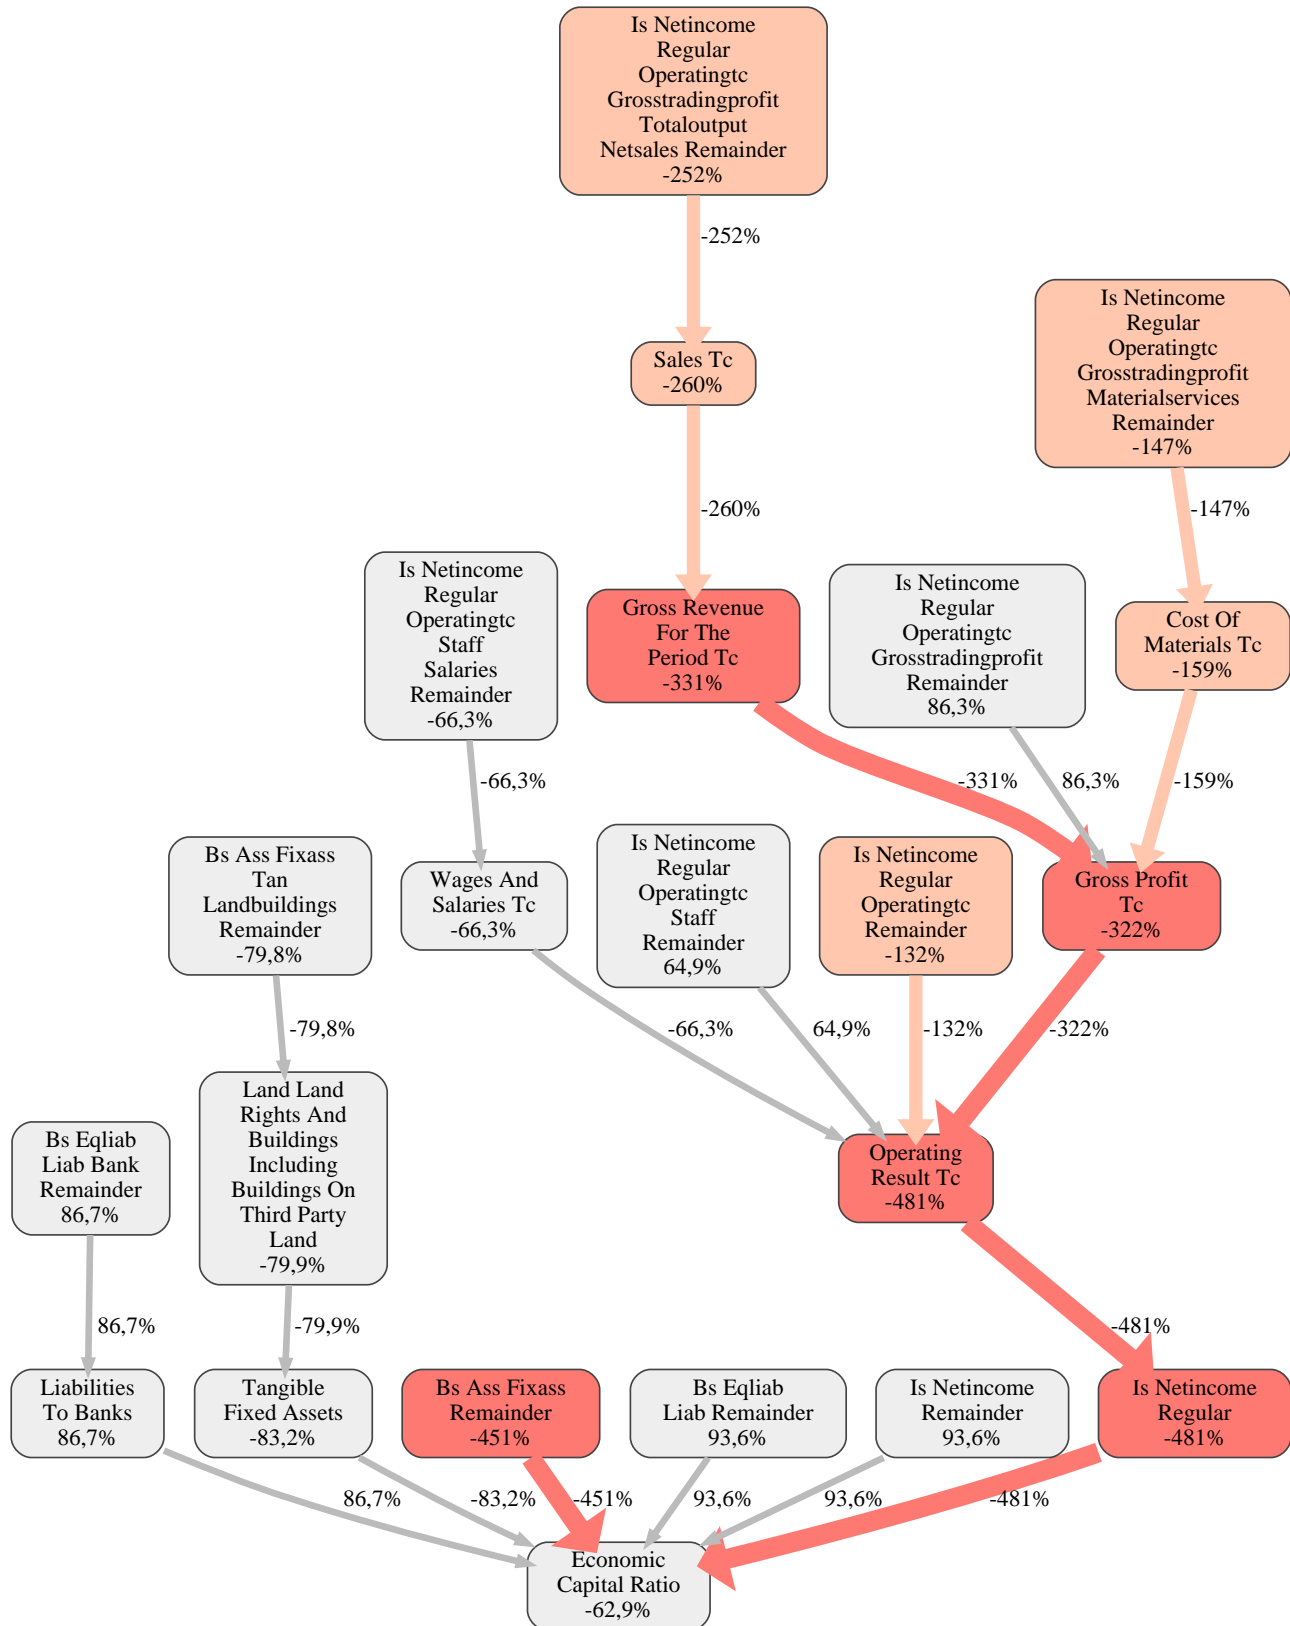 Is Netincome
Regular
Operatingtc
Grosstradingprofit
Totaloutput
Netsales Remainder
-252%
-252%
Is Netincome
Regular
Operatingtc
Grosstradingprofit
Materialservices
Remainder
-147%
Sales Tc
-260%
-260%
-147%
Is Netincome
Regular
Operatingtc
Staff
Salaries
Remainder
-66,3%
Gross Revenue
For The
Period Tc
-331%
Is Netincome
Regular
Operatingtc
Grosstradingprofit
Remainder
86,3%
Cost Of
Materials Tc
-159%
-66,3%
-331%
86,3%
-159%
Bs Ass Fixass
Tan
Landbuildings
Remainder
-79,8%
Wages And
Salaries Tc
-66,3%
Is Netincome
Regular
Operatingtc
Staff
Remainder
64,9%
Is Netincome
Regular
Operatingtc
Remainder
-132%
Gross Profit
Tc
-322%
-79,8%
-66,3%
64,9%
-132%
-322%
Bs Eqliab
Liab Bank
Remainder
86,7%
Land Land
Rights And
Buildings
Including
Buildings On
Third Party
Land
-79,9%
Operating
Result Tc
-481%
86,7%
-79,9%
-481%
Liabilities
To Banks
86,7%
Tangible
Fixed Assets
-83,2%
Bs Ass Fixass
Remainder
-451%
Bs Eqliab
Liab Remainder
93,6%
Is Netincome
Remainder
93,6%
Is Netincome
Regular
-481%
86,7%
-83,2%
-451%
93,6%
93,6%
-481%
Economic
Capital Ratio
-62,9%